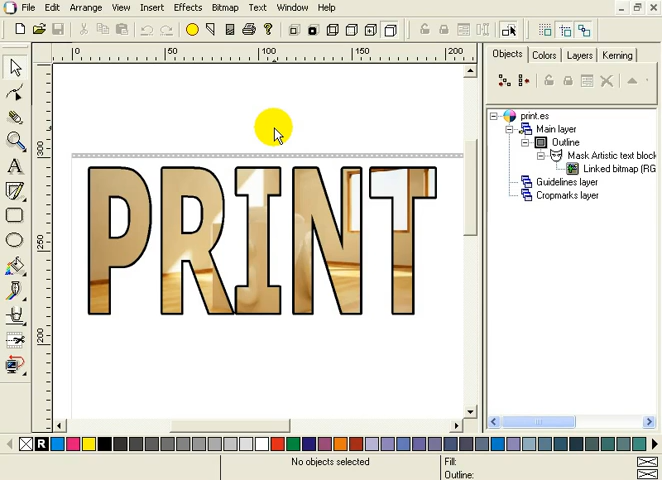 File Edit Arrange View Insert Effects Bitmap Text Window Help
0 50 100 150 200
Objects Colors Layers Kerning
print.es
Main layer
Outline
Mask Artistic text block
Linked bitmap (RG
Guidelines layer
Cropmarks layer
300
250
200
PRINT
A
R
No objects selected
Fill:
Outline: